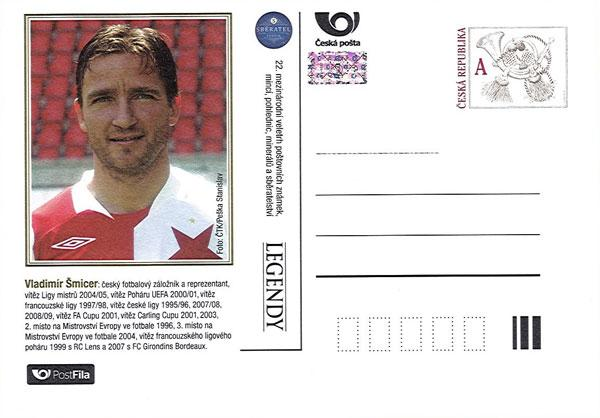 Foto: ČTK/Peška Stanislav
Vladimír Šmicer: český fotbalový záložník a reprezentant,
vítěz Ligy mistrů 2004/05, vítěz Poháru UEFA 2000/01, vítěz
francouzské ligy 1997/98, vítěz české ligy 1995/96, 2007/08,
2008/09, vítěz FA Cupu 2001, vítěz Carling Cupu 2001, 2003,
2. místo na Mistrovství Evropy ve fotbale 1996, 3. místo na
Mistrovství Evropy ve fotbale 2004, vítěz francouzského ligového
poháru 1999 s RC Lens a 2007 s FC Girondins Bordeaux.
PostFila
S
SBĚRATEL
22. mezinárodní veletrh poštovních známek,
mincí, pohlednic, minerálů a sběratelství
LEGENDY
Česká pošta
ČESKÁ REPUBLIKA
A